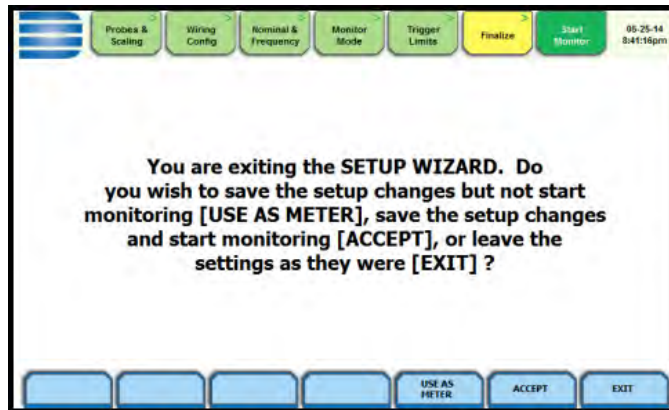 Probes &
Scaling
Wiring
Config
Nominal &
Frequency
Monitor
Mode
Trigger
Limits
Finalize
Start
Monitor
05-25-14
8:41:16pm
You are exiting the SETUP WIZARD. Do
you wish to save the setup changes but not start
monitoring [USE AS METER], save the setup changes
and start monitoring [ACCEPT], or leave the
settings as they were [EXIT] ?
USE AS
METER
ACCEPT
EXIT